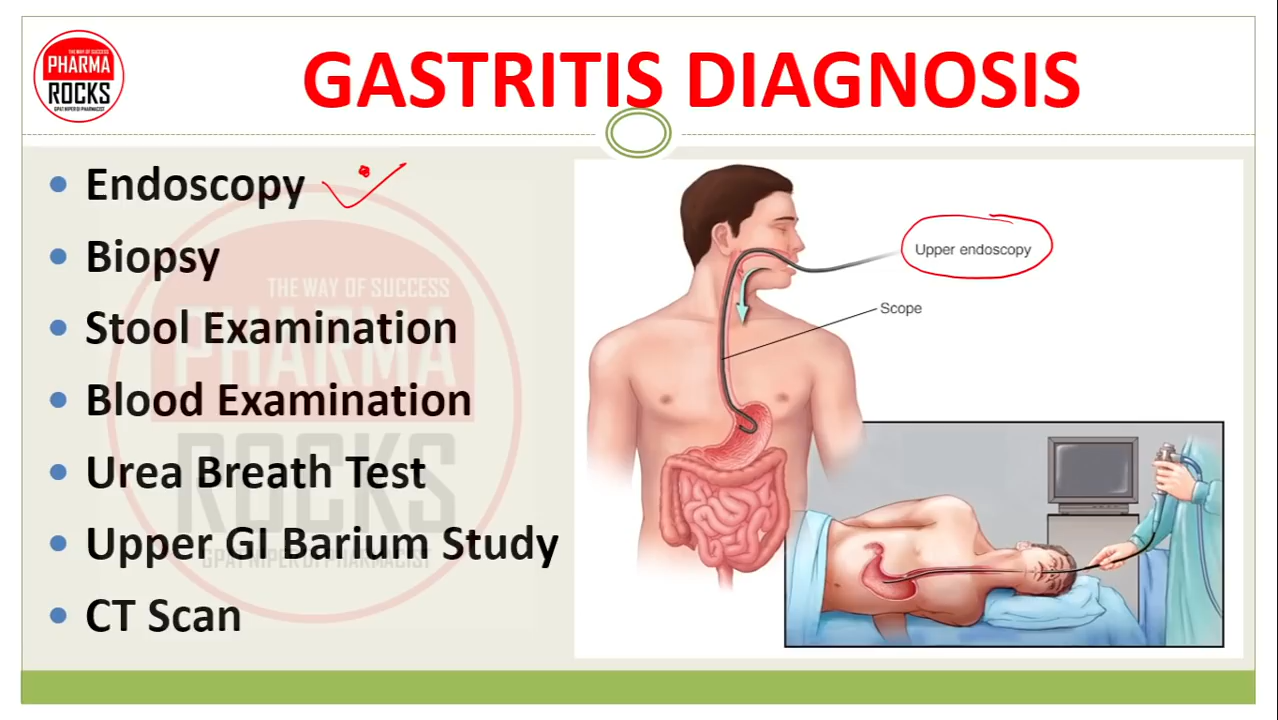 THE WAY OF SUCCESS
PHARMA
ROCKS
GPAT NIPER DI PHARMACIST
GASTRITIS DIAGNOSIS
• Endoscopy
• Biopsy
• Stool Examination
• Blood Examination
• Urea Breath Test
• Upper GI Barium Study
• CT Scan
Upper endoscopy
Scope
THE WAY OF SUCCESS
PHARMA
ROCKS
GPAT NIPER DI PHARMACIST